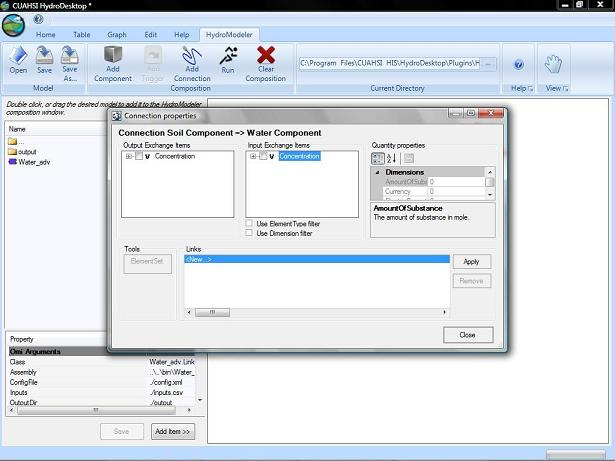 CUAHSI HydroDesktop *
Home Table Graph Edit Help HydroModeler
Open Save Save As... Add Component Add Trigger Add Connection Run Clear Composition
C:\Program Files\CUAHSI HIS\HydroDesktop\Plugins\H ...
Model Composition Current Directory Help View
Double click, or drag the desired model to add it to the HydroModeler
composition window.
Name
...
output
Water_adv
Connection properties
Connection Soil Component --> Water Component
Output Exchange Items Input Exchange Items Quantity properties
Concentration Concentration
Dimensions
AmountOfSubs 0
Currency 0
AmountOfSubstance
The amount of substance in mole.
Use ElementType filter
Use Dimension filter
Tools Links
ElementSet <New...> Apply
Remove
Close
Property
Omi Arguments
Class Water_adv.Link
Assembly ..\..\bin\Water_
ConfigFile ./config.xml
Inputs ./inputs.csv
OutputDir ./output
Save Add Item >>